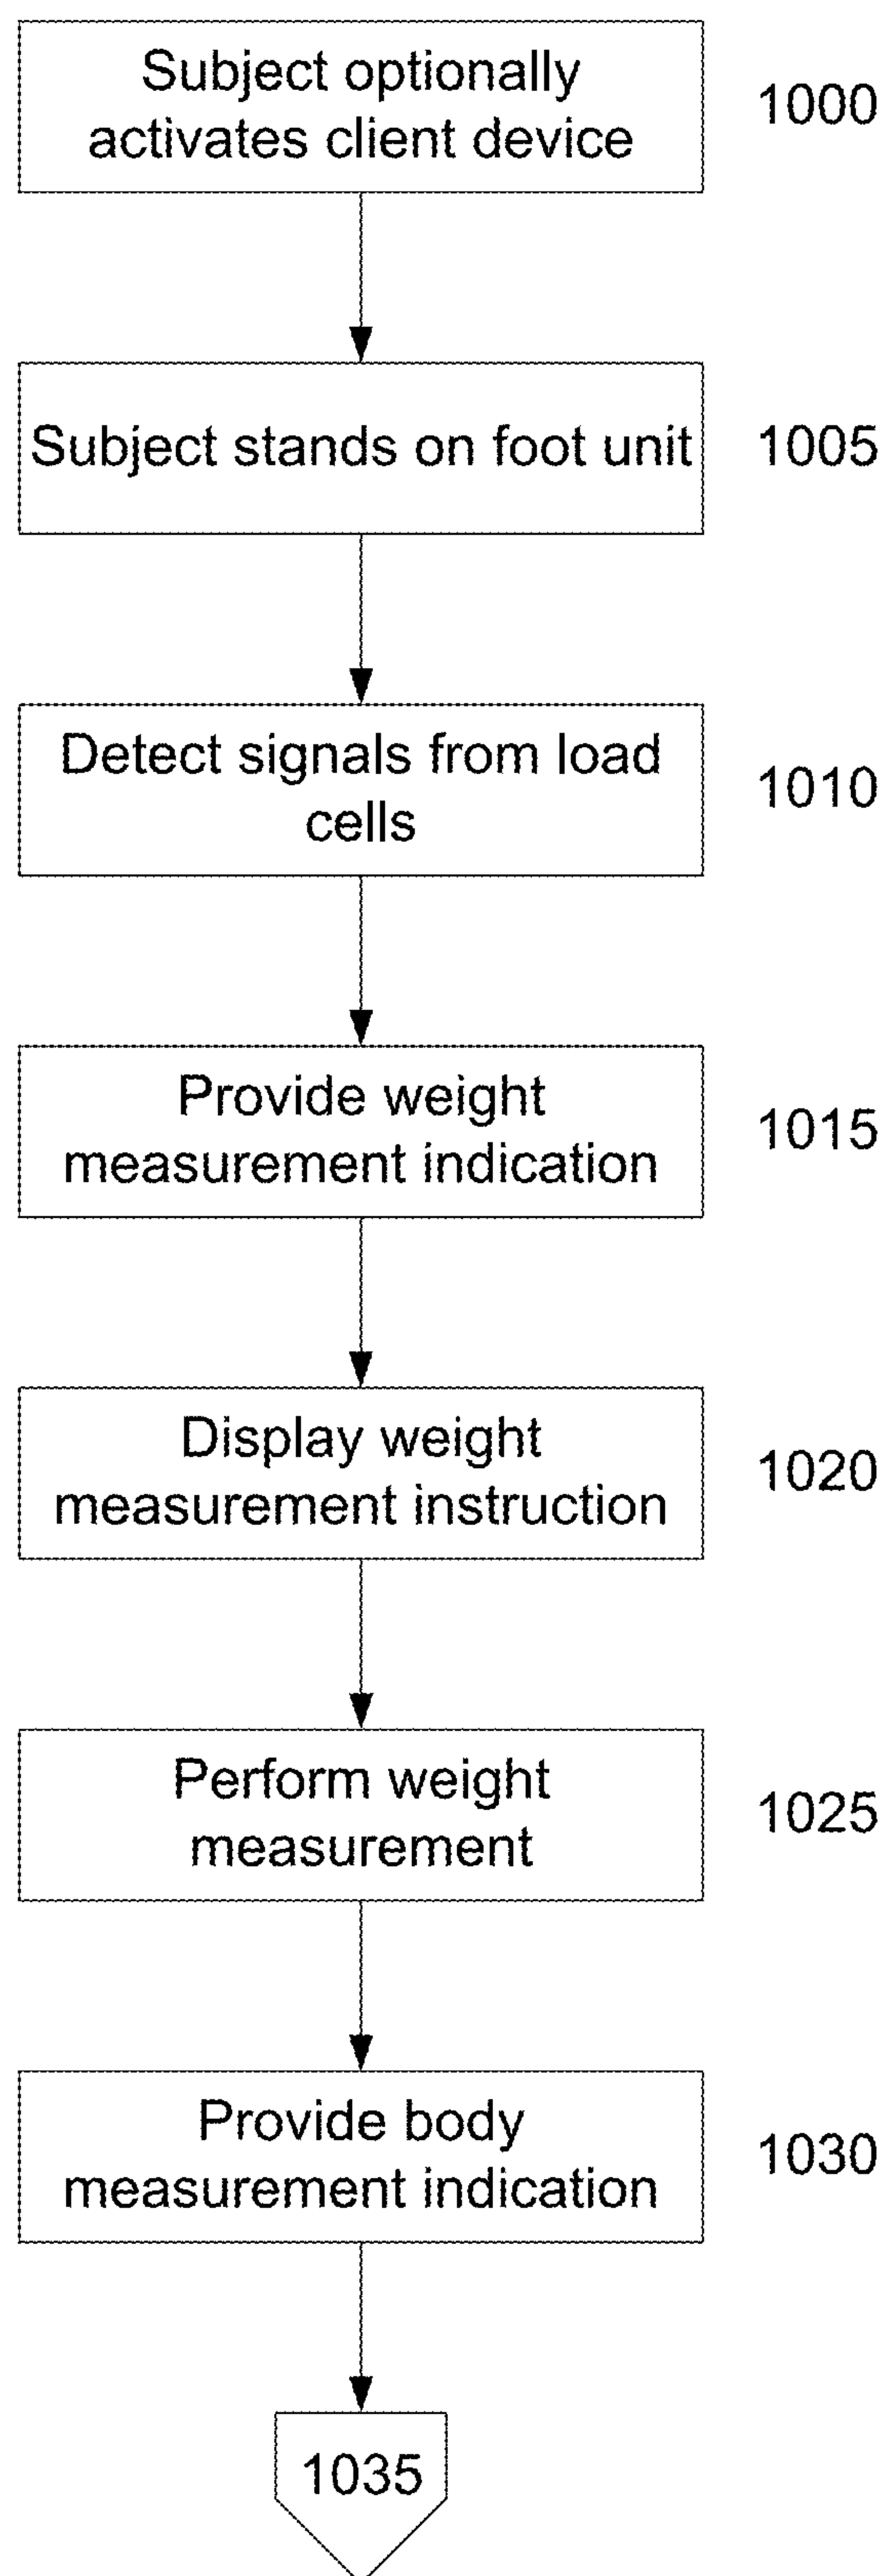 Subject optionally
activates client device
1000
Subject stands on foot unit
1005
Detect signals from load
cells
1010
Provide weight
measurement indication
1015
Display weight
measurement instruction
1020
Perform weight
measurement
1025
Provide body
measurement indication
1030
1035